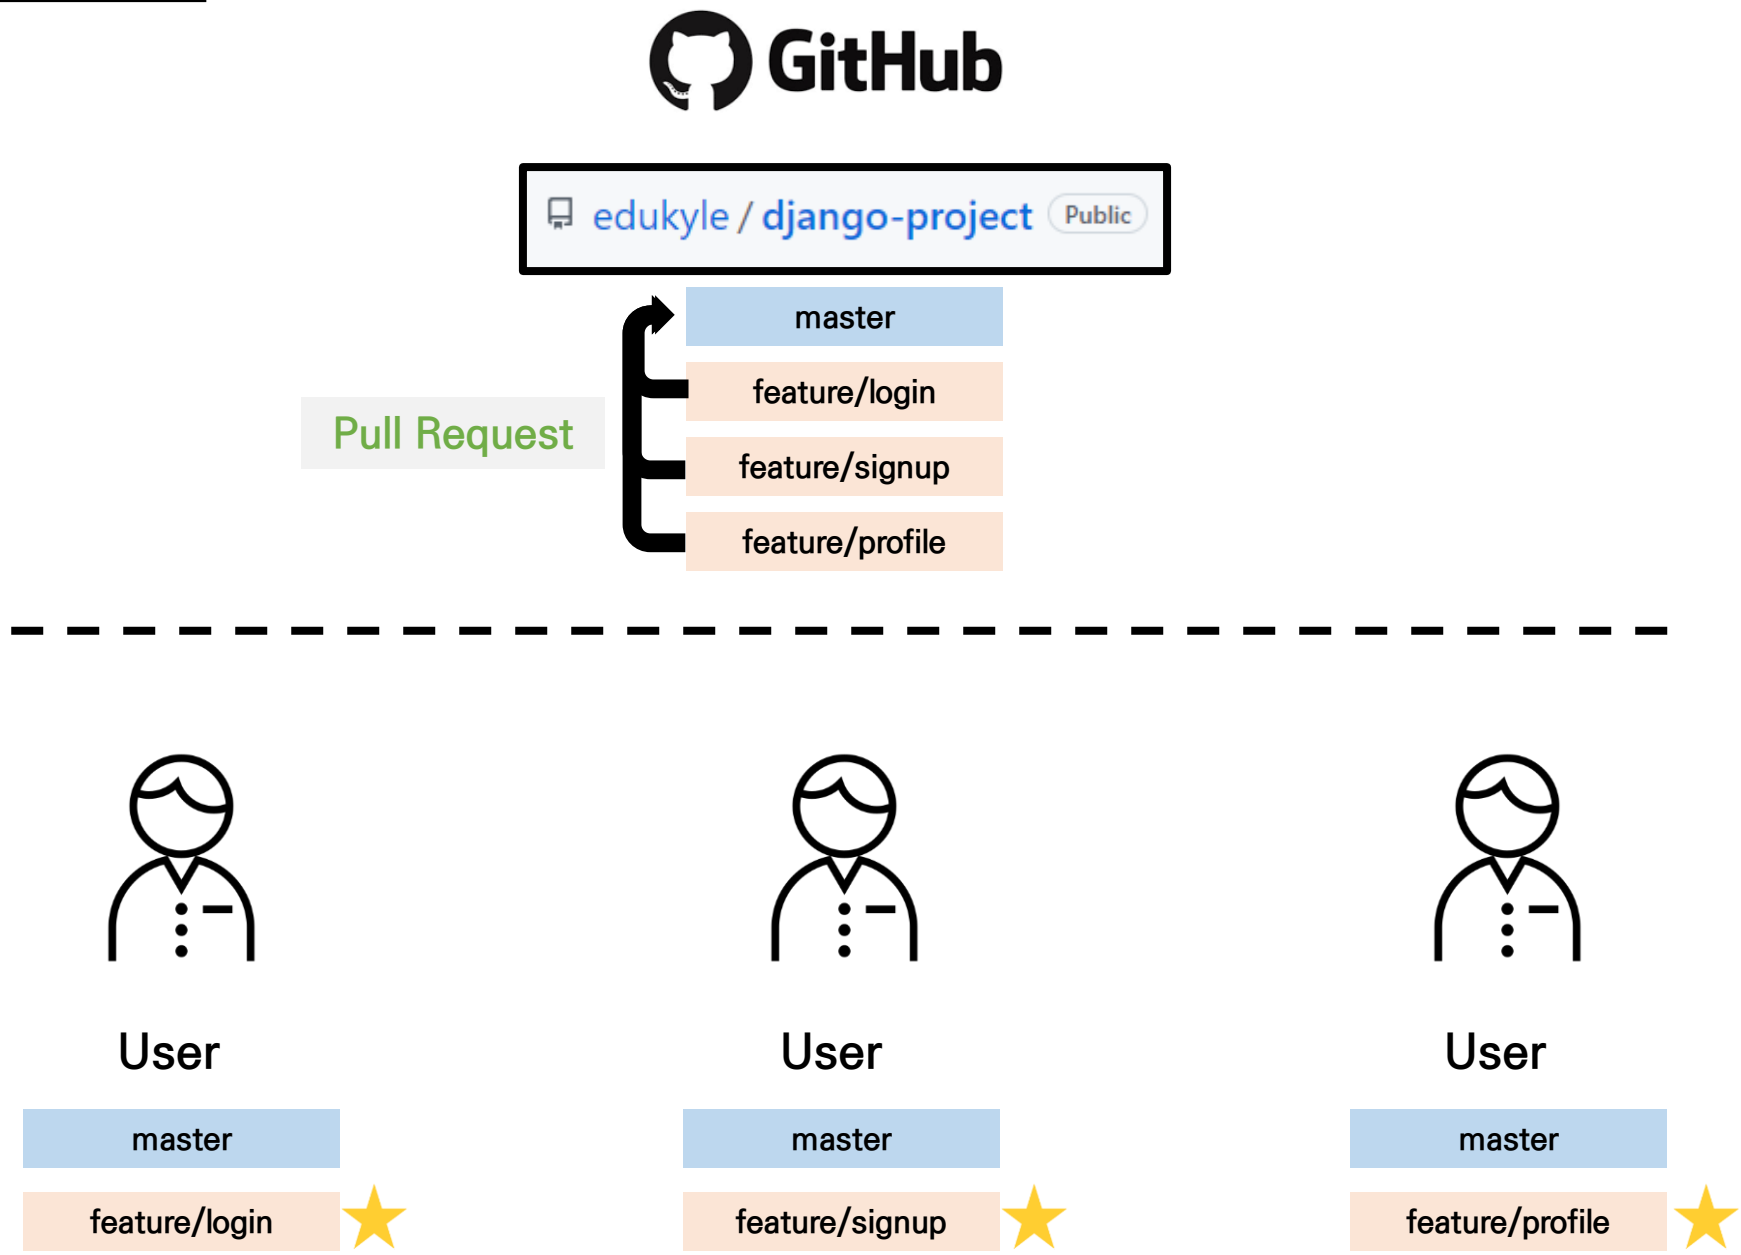 GitHub
edukyle / django-project Public
master
feature/login
Pull Request
feature/signup
feature/profile
User
User
User
master
master
master
feature/login
feature/signup
feature/profile